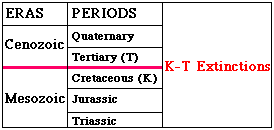 ERAS PERIODS
Cenozoic
Quaternary
Tertiary (T)
K-T Extinctions
Mesozoic
Cretaceous (K)
Jurassic
Triassic